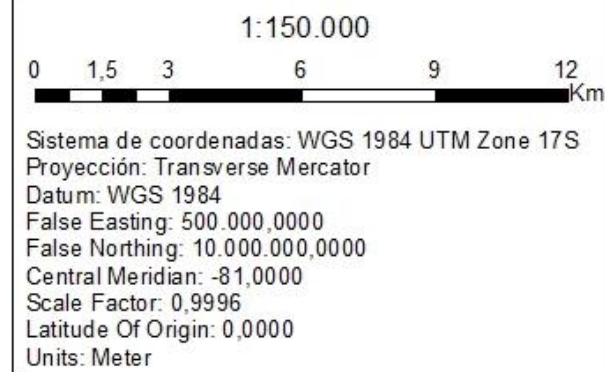 1:150.000
0 1,5 3 6 9 12
Km
Sistema de coordenadas: WGS 1984 UTM Zone 17S
Proyección: Transverse Mercator
Datum: WGS 1984
False Easting: 500.000,0000
False Northing: 10.000.000,0000
Central Meridian: -81,0000
Scale Factor: 0,9996
Latitude Of Origin: 0,0000
Units: Meter